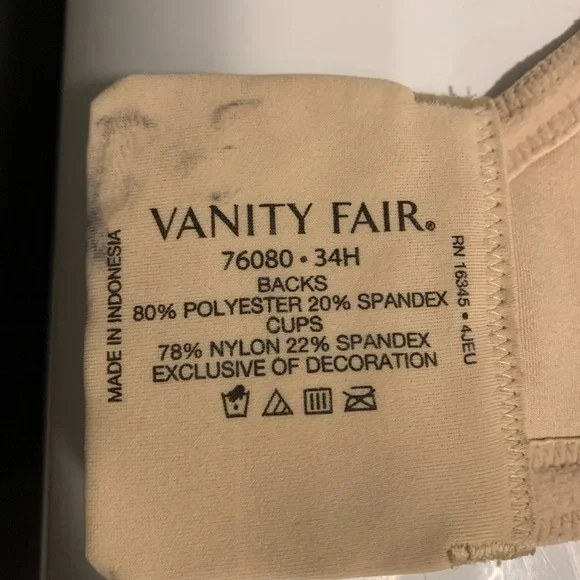 VANITY FAIR®
76080 • 34H
BACKS
80% POLYESTER 20% SPANDEX
CUPS
78% NYLON 22% SPANDEX
EXCLUSIVE OF DECORATION
MADE IN INDONESIA
RN 16345 • 4JEU